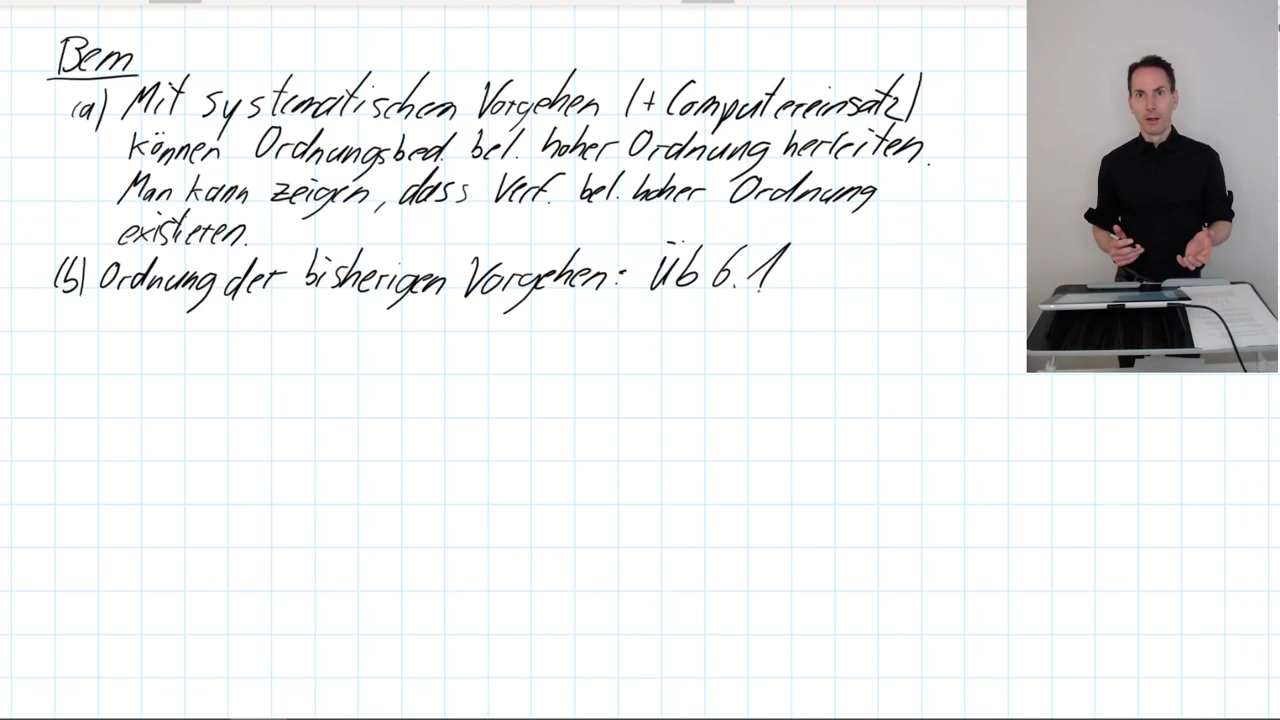 Bem
(a) Mit systematischem Vorgehen (+ Computereinsatz)
können Ordnungsbed. bel. hoher Ordnung herleiten.
Man kann zeigen, dass Verf. bel. hoher Ordnung
existieren.
(b) Ordnung der bisherigen Vorgehen: Üb 6.1